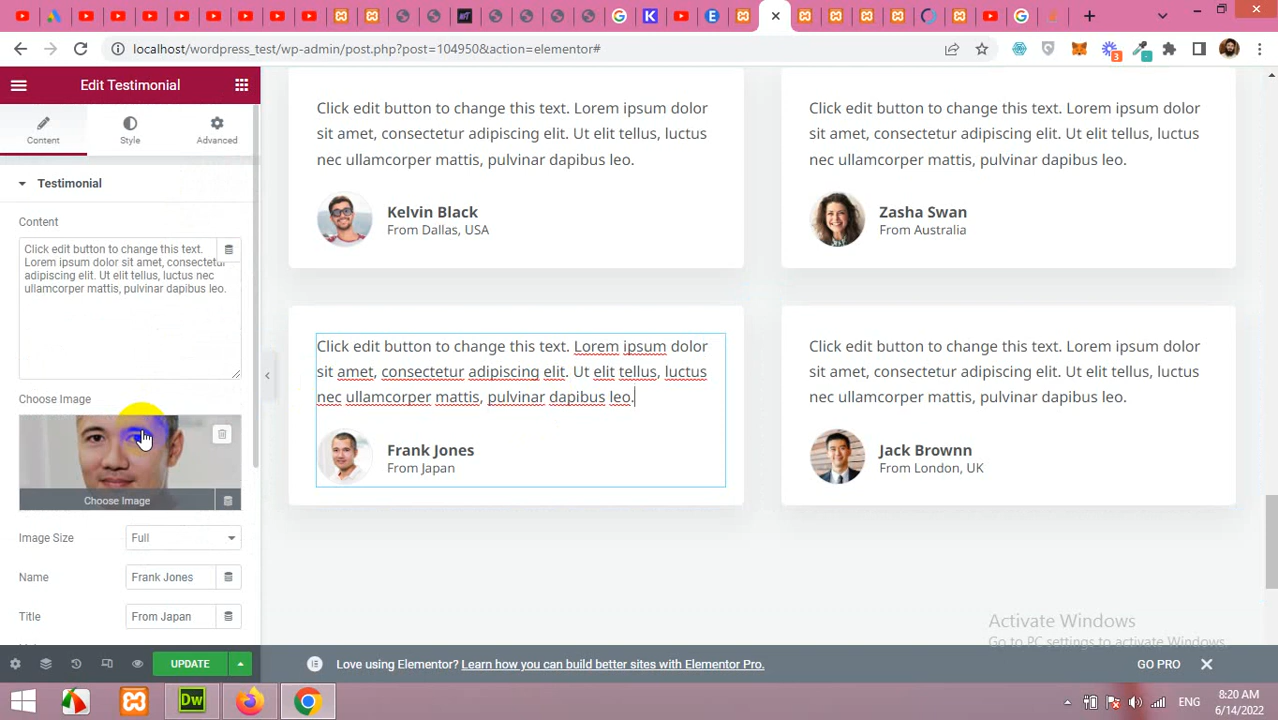 localhost/wordpress_test/wp-admin/post.php?post=104950&action=elementor#
3
Edit Testimonial
Content
Style
Advanced
Testimonial
Content
Click edit button to change this text.
Lorem ipsum dolor sit amet, consectetur
adipiscing elit. Ut elit tellus, luctus nec
ullamcorper mattis, pulvinar dapibus leo.
Choose Image
Choose Image
Image Size
Full
Name
Frank Jones
Title
From Japan
UPDATE
Click edit button to change this text. Lorem ipsum dolor
sit amet, consectetur adipiscing elit. Ut elit tellus, luctus
nec ullamcorper mattis, pulvinar dapibus leo.
Kelvin Black
From Dallas, USA
Click edit button to change this text. Lorem ipsum dolor
sit amet, consectetur adipiscing elit. Ut elit tellus, luctus
nec ullamcorper mattis, pulvinar dapibus leo.
Zasha Swan
From Australia
Click edit button to change this text. Lorem ipsum dolor
sit amet, consectetur adipiscing elit. Ut elit tellus, luctus
nec ullamcorper mattis, pulvinar dapibus leo.
Frank Jones
From Japan
Click edit button to change this text. Lorem ipsum dolor
sit amet, consectetur adipiscing elit. Ut elit tellus, luctus
nec ullamcorper mattis, pulvinar dapibus leo.
Jack Brownn
From London, UK
Activate Windows
Go to PC settings to activate Windows.
Love using Elementor? Learn how you can build better sites with Elementor Pro.
GO PRO
Dw
ENG
8:20 AM
6/14/2022